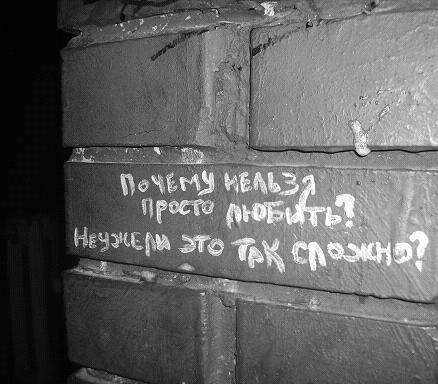 Почему нельзя
просто любить?
Неужели это так сложно?